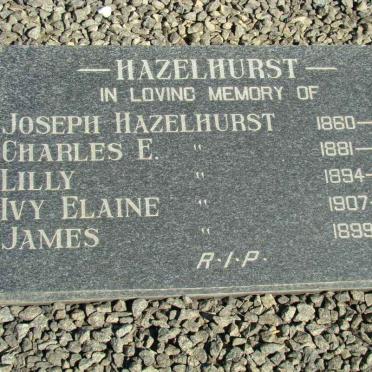 — HAZELHURST —
IN LOVING MEMORY OF
JOSEPH HAZELHURST 1860—
CHARLES E. " 1881—
LILLY " 1894—
IVY ELAINE " 1907—
JAMES " 1899
R·I·P·